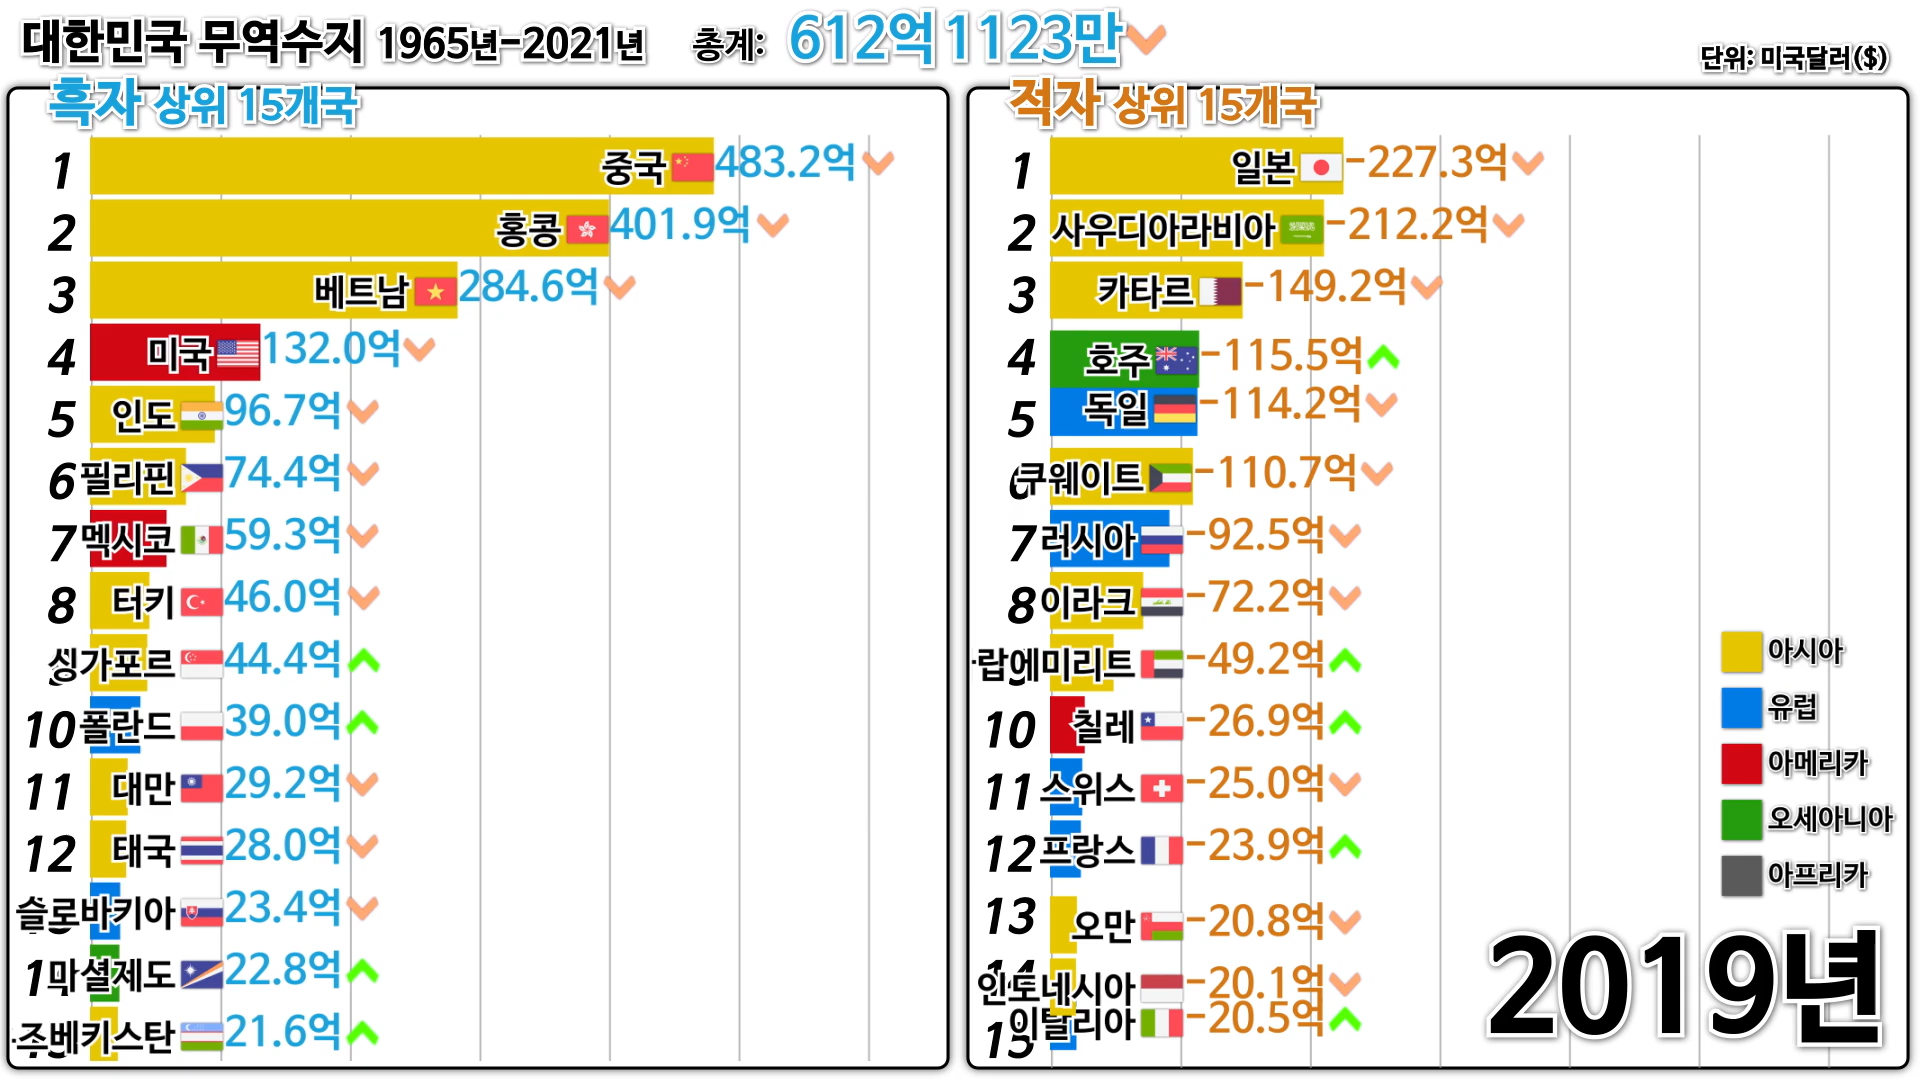 대한민국 무역수지 1965년-2021년 총계: 612억 1123만
단위: 미국달러($)
흑자 상위 15개국
1 중국 483.2억
2 홍콩 401.9억
3 베트남 284.6억
4 미국 132.0억
5 인도 96.7억
6 필리핀 74.4억
7 멕시코 59.3억
8 터키 46.0억
싱가포르 44.4억
10 폴란드 39.0억
11 대만 29.2억
12 태국 28.0억
슬로바키아 23.4억
마셜제도 22.8억
즈베키스탄 21.6억
적자 상위 15개국
1 일본 -227.3억
2 사우디아라비아 -212.2억
3 카타르 -149.2억
4 호주 -115.5억
5 독일 -114.2억
6 쿠웨이트 -110.7억
7 러시아 -92.5억
8 이라크 -72.2억
랍에미리트 -49.2억
10 칠레 -26.9억
11 스위스 -25.0억
12 프랑스 -23.9억
13 오만 -20.8억
14 인도네시아 -20.1억
15 이탈리아 -20.5억
아시아
유럽
아메리카
오세아니아
아프리카
2019년